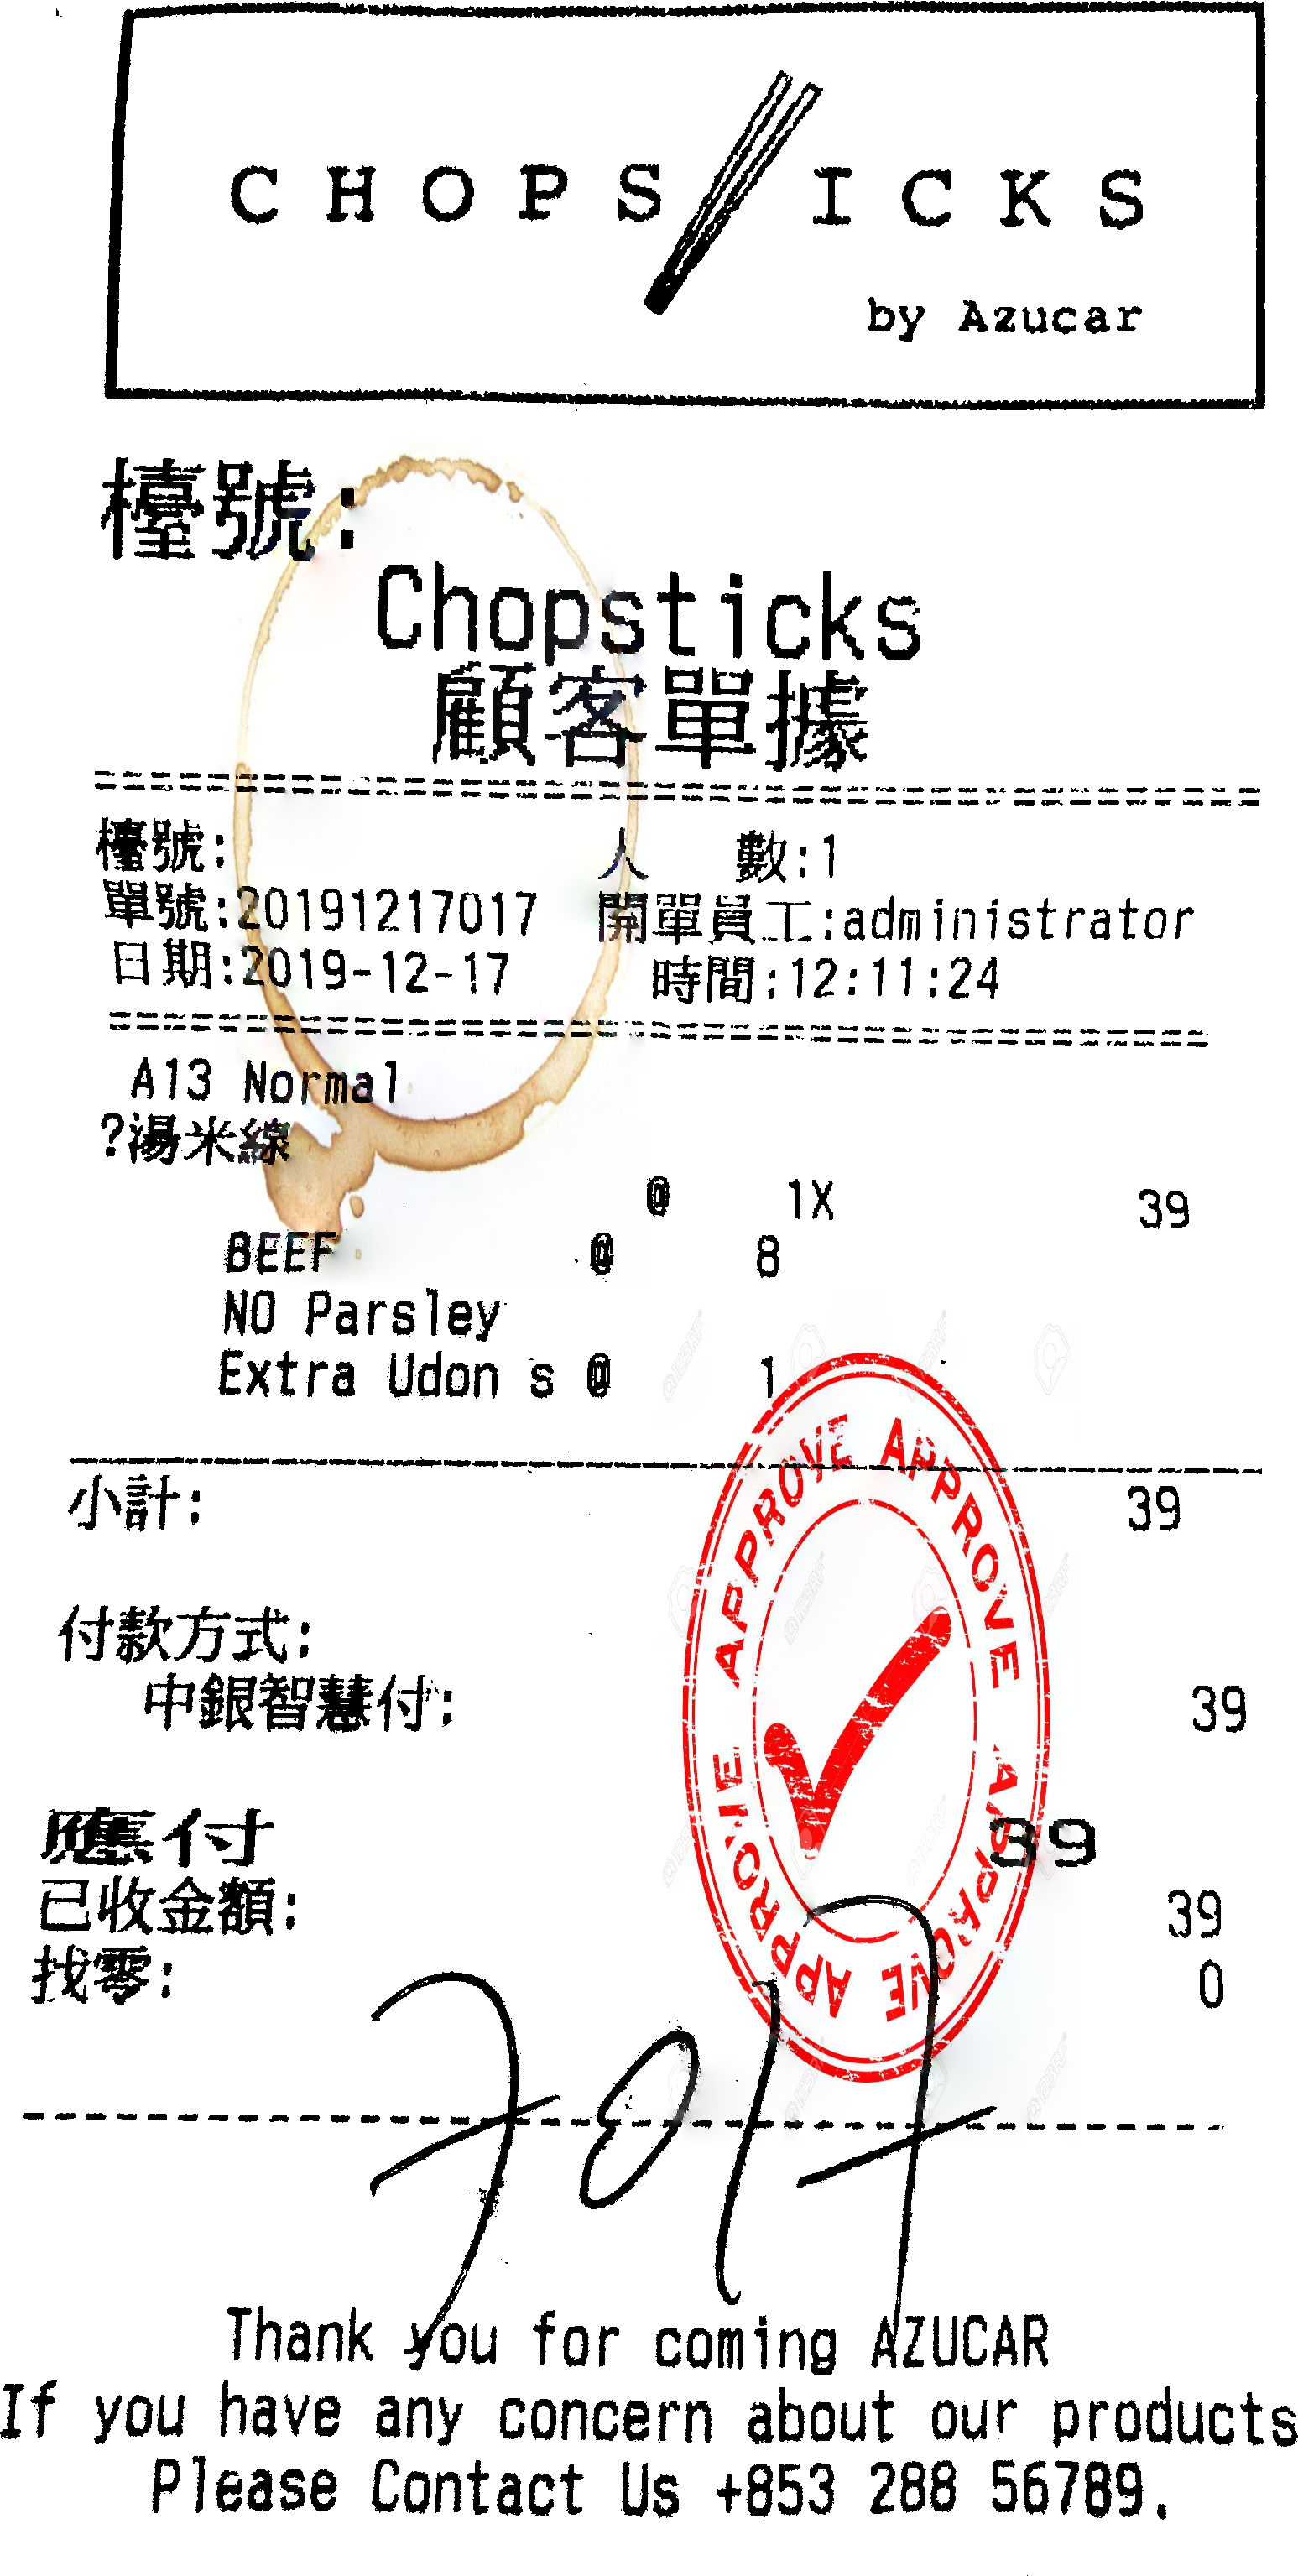 CHOPS ICKS
by Azucar
檯號:
Chopsticks
顧客單據
檯號: 人 數:1
單號:20191217017 開單員工:administrator
日期:2019-12-17 時間:12:11:24
A13 Normal
?湯米線
@ 1X 39
BEEF @ 8
NO Parsley
Extra Udon s @ 1
小計: 39
付款方式:
中銀智慧付: 39
應付 39
已收金額: 39
找零: 0
APPROVE APPROVE APPROVE APPROVE
7017
Thank you for coming AZUCAR
If you have any concern about our products
Please Contact Us +853 288 56789.